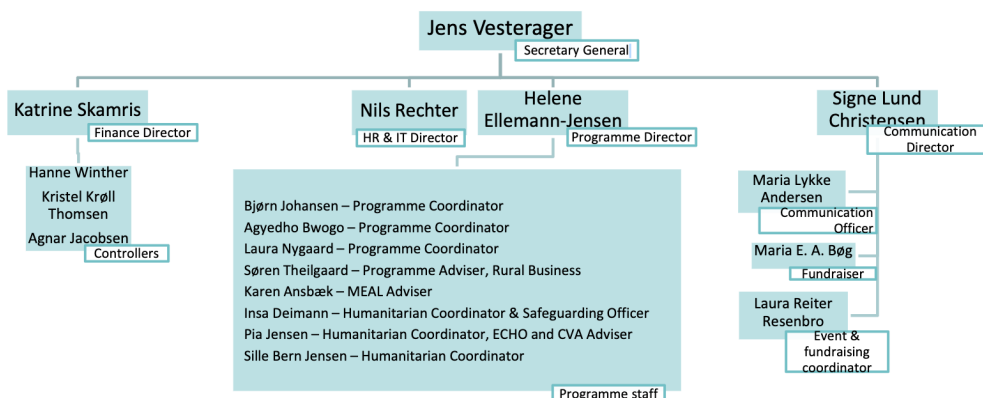 Jens Vesterager
Secretary General
Katrine Skamris
Finance Director
Hanne Winther
Kristel Krøll
Thomsen
Agnar Jacobsen
Controllers
Nils Rechter
HR & IT Director
Helene
Ellemann-Jensen
Programme Director
Bjørn Johansen – Programme Coordinator
Agyedho Bwogo – Programme Coordinator
Laura Nygaard – Programme Coordinator
Søren Theilgaard – Programme Adviser, Rural Business
Karen Ansbæk – MEAL Adviser
Insa Deimann – Humanitarian Coordinator & Safeguarding Officer
Pia Jensen – Humanitarian Coordinator, ECHO and CVA Adviser
Sille Bern Jensen – Humanitarian Coordinator
Programme staff
Signe Lund
Christensen
Communication
Director
Maria Lykke
Andersen
Communication
Officer
Maria E. A. Bøg
Fundraiser
Laura Reiter
Resenbro
Event &
fundraising
coordinator